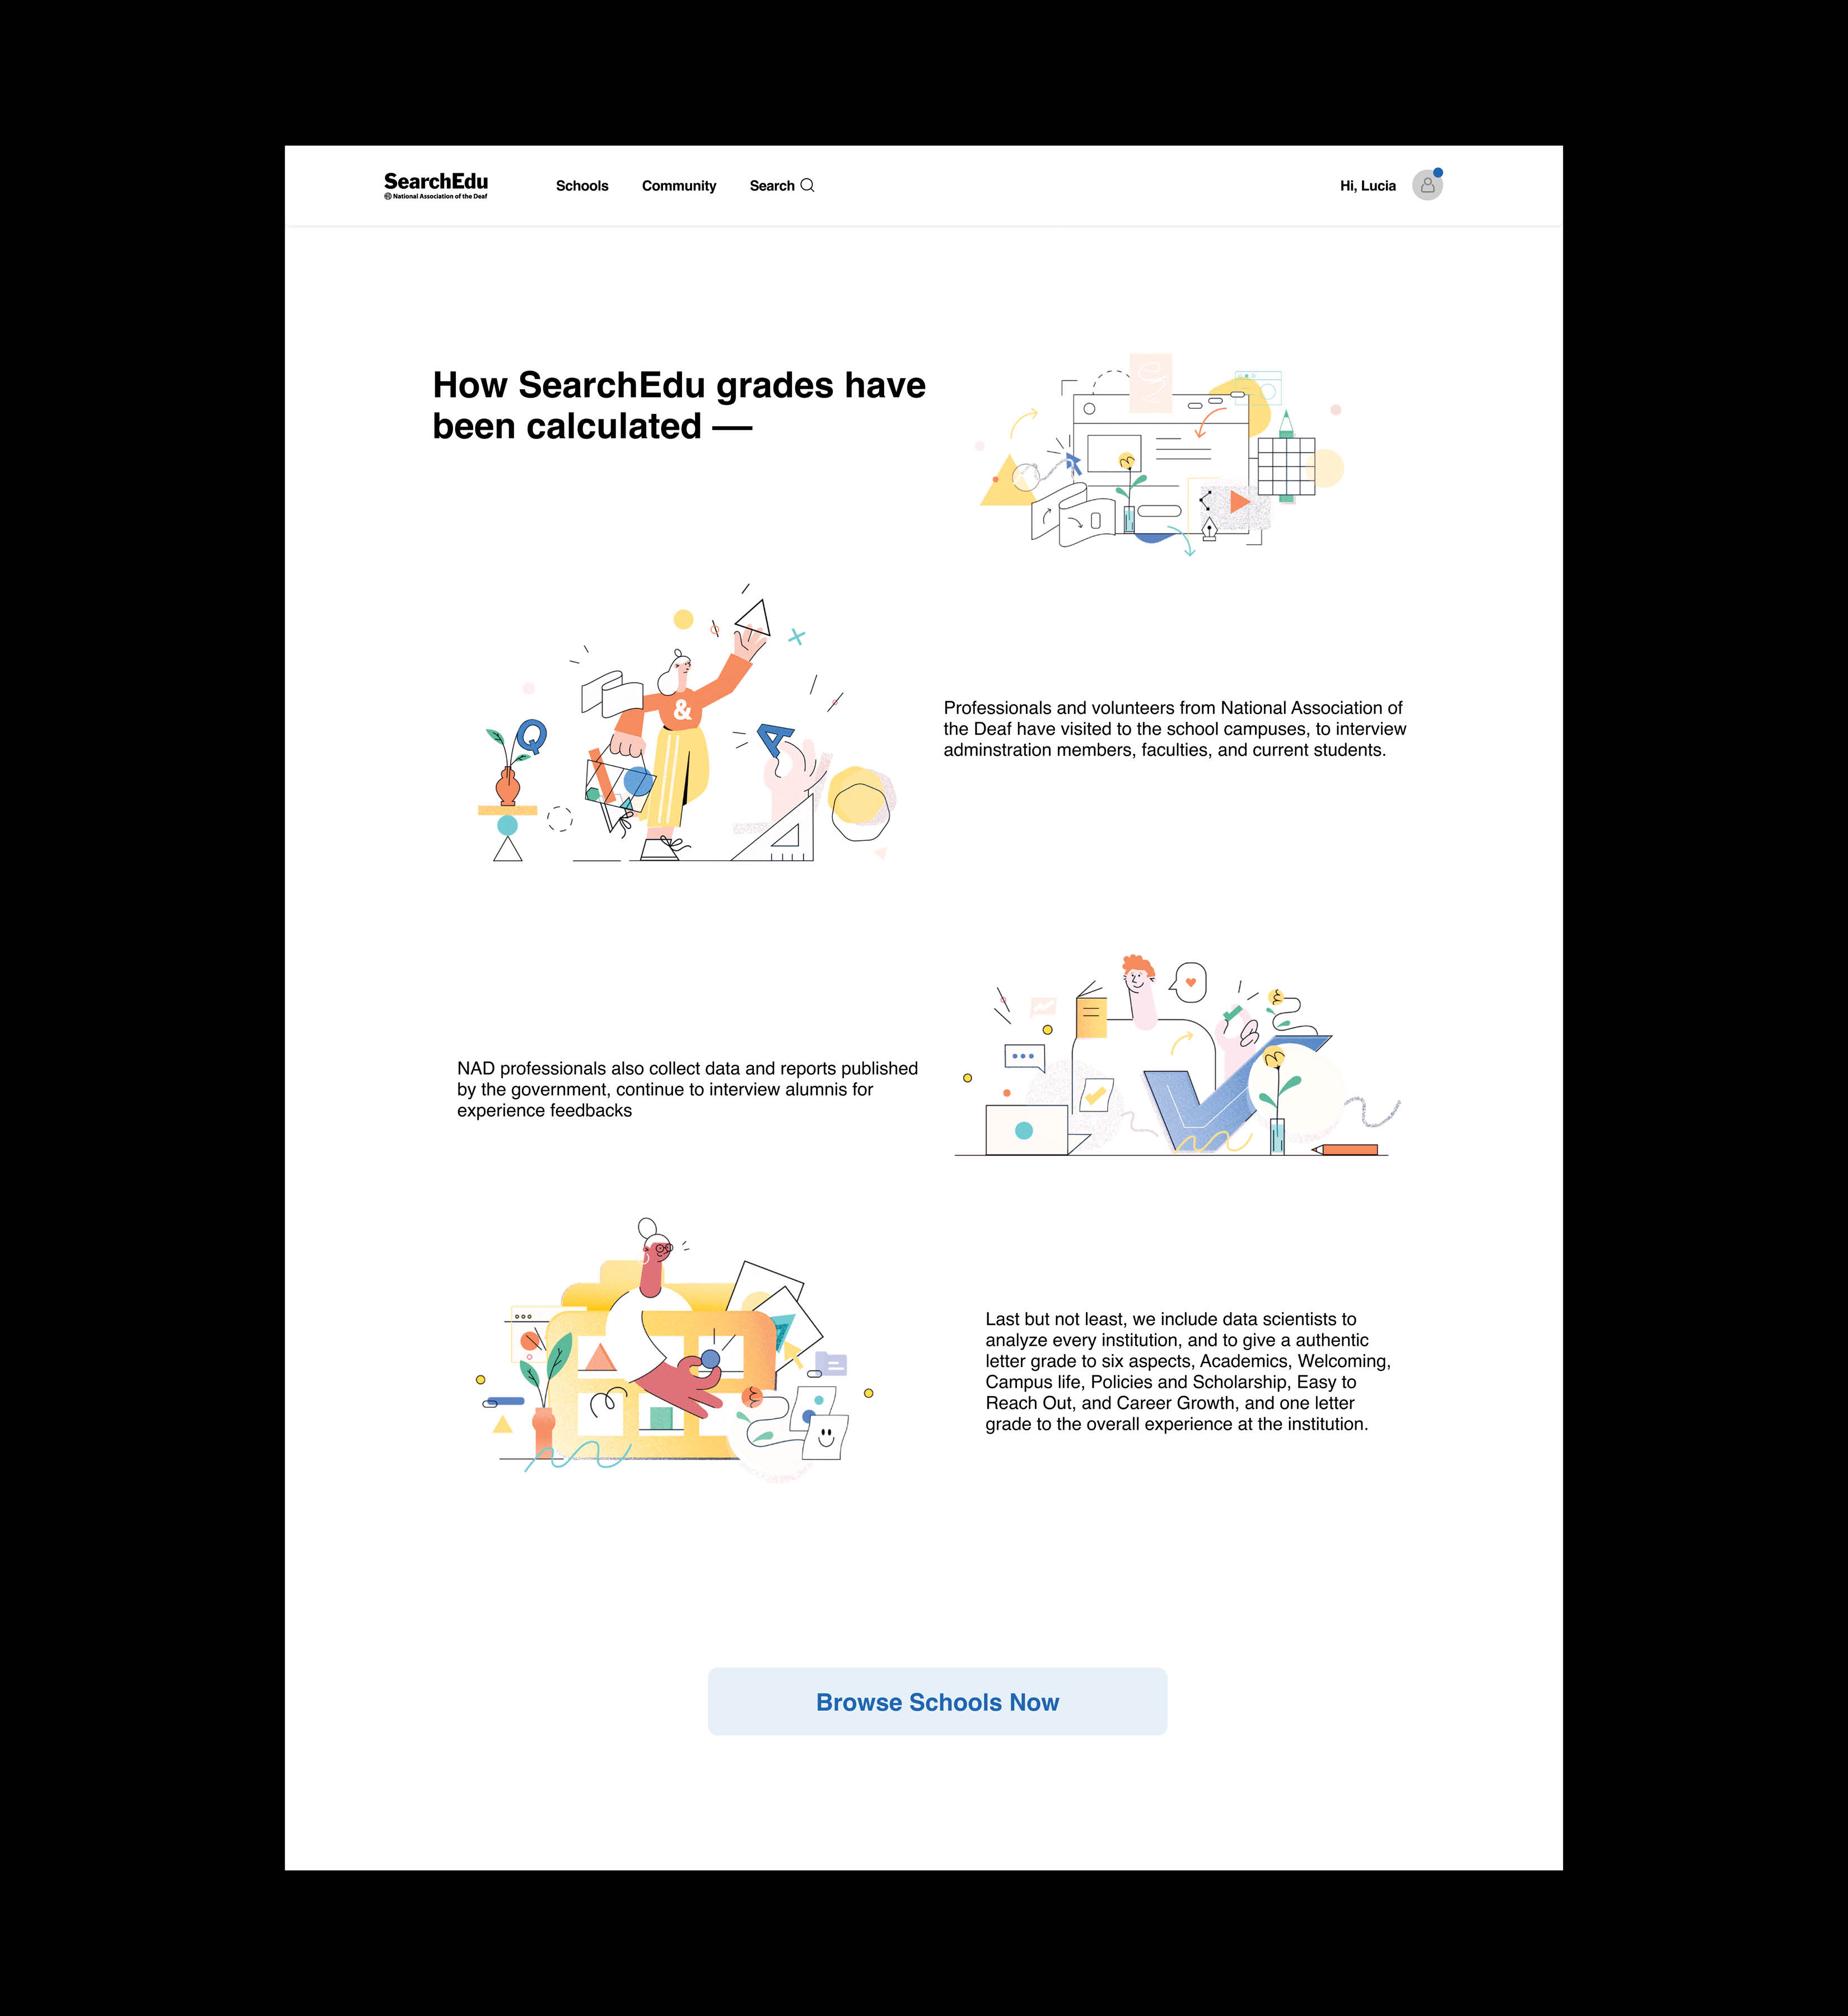 SearchEdu
National Association of the Deaf
Schools
Community
Search
Hi, Lucia
How SearchEdu grades have
been calculated —
&
Q
A
Professionals and volunteers from National Association of
the Deaf have visited to the school campuses, to interview
adminstration members, faculties, and current students.
NAD professionals also collect data and reports published
by the government, continue to interview alumnis for
experience feedbacks
Last but not least, we include data scientists to
analyze every institution, and to give a authentic
letter grade to six aspects, Academics, Welcoming,
Campus life, Policies and Scholarship, Easy to
Reach Out, and Career Growth, and one letter
grade to the overall experience at the institution.
Browse Schools Now